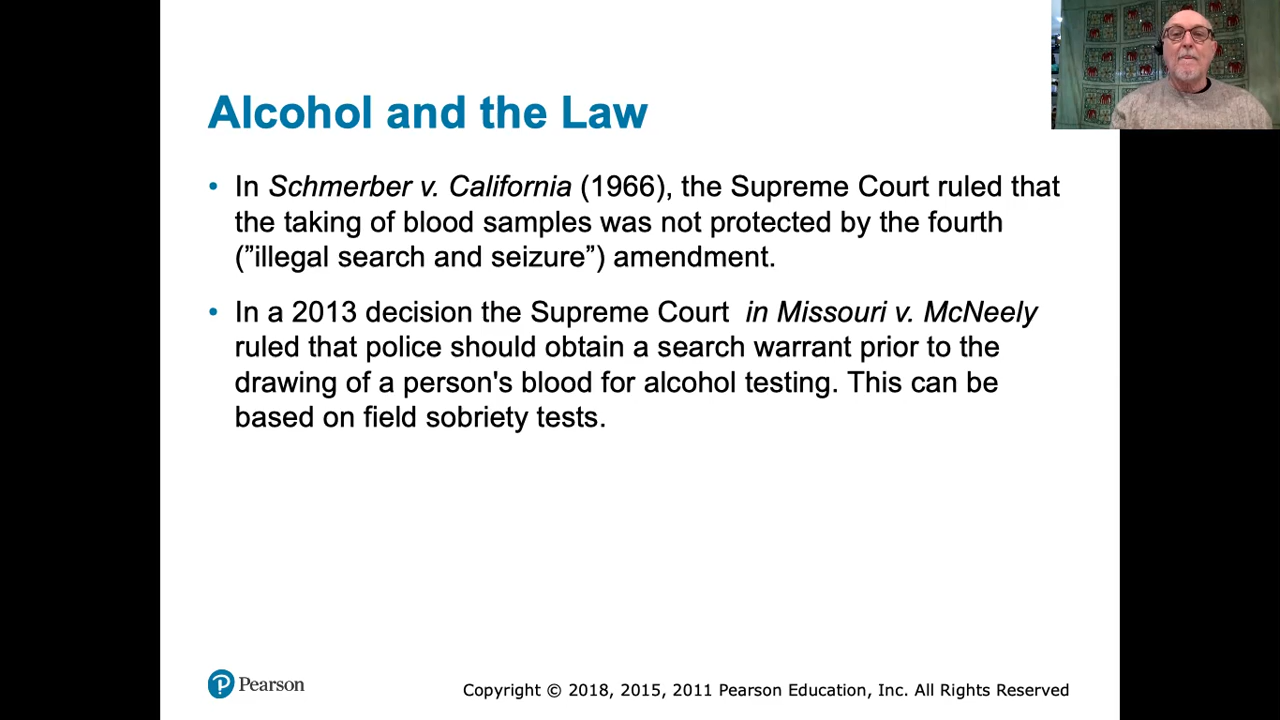 Alcohol and the Law
• In Schmerber v. California (1966), the Supreme Court ruled that
the taking of blood samples was not protected by the fourth
(”illegal search and seizure”) amendment.
• In a 2013 decision the Supreme Court in Missouri v. McNeely
ruled that police should obtain a search warrant prior to the
drawing of a person's blood for alcohol testing. This can be
based on field sobriety tests.
Pearson
Copyright © 2018, 2015, 2011 Pearson Education, Inc. All Rights Reserved